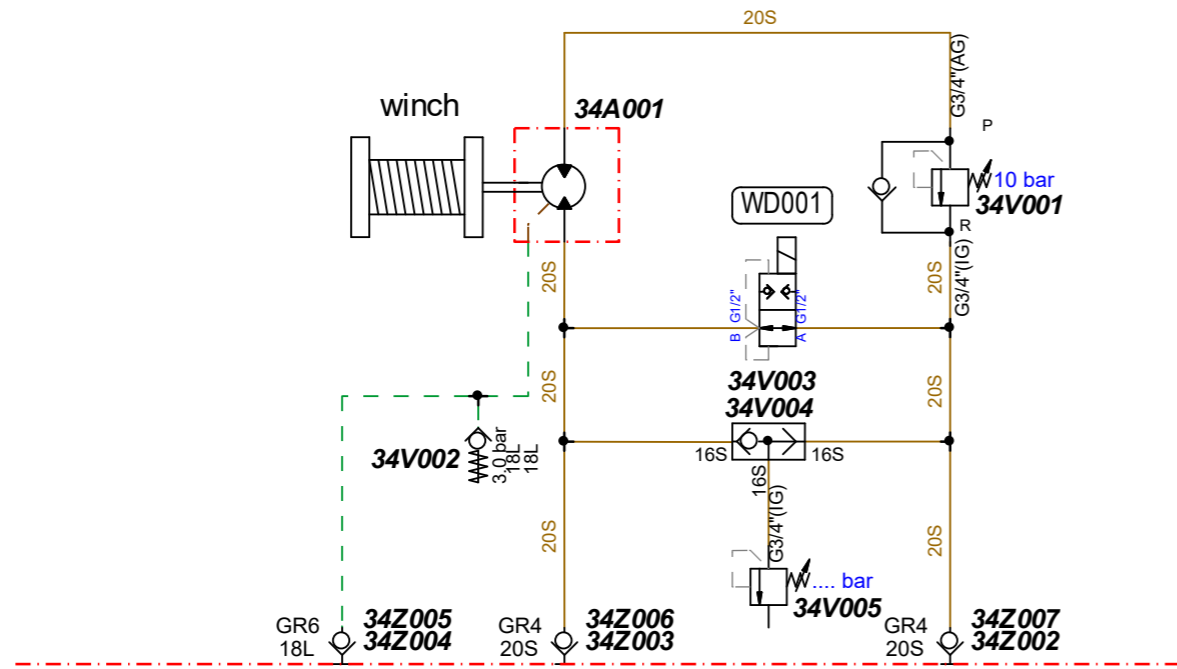 20S
G3/4"(AG)
winch
34A001
P
10 bar
34V001
WD001
R
G3/4"(IG)
20S
20S
G1/2"
G1/2"
B
A
34V003
34V004
20S
20S
34V002
3,0 bar
18L
18L
16S
16S
16S
G3/4"(IG)
20S
20S
.... bar
34V005
GR6
18L
34Z005
34Z004
GR4
20S
34Z006
34Z003
GR4
20S
34Z007
34Z002